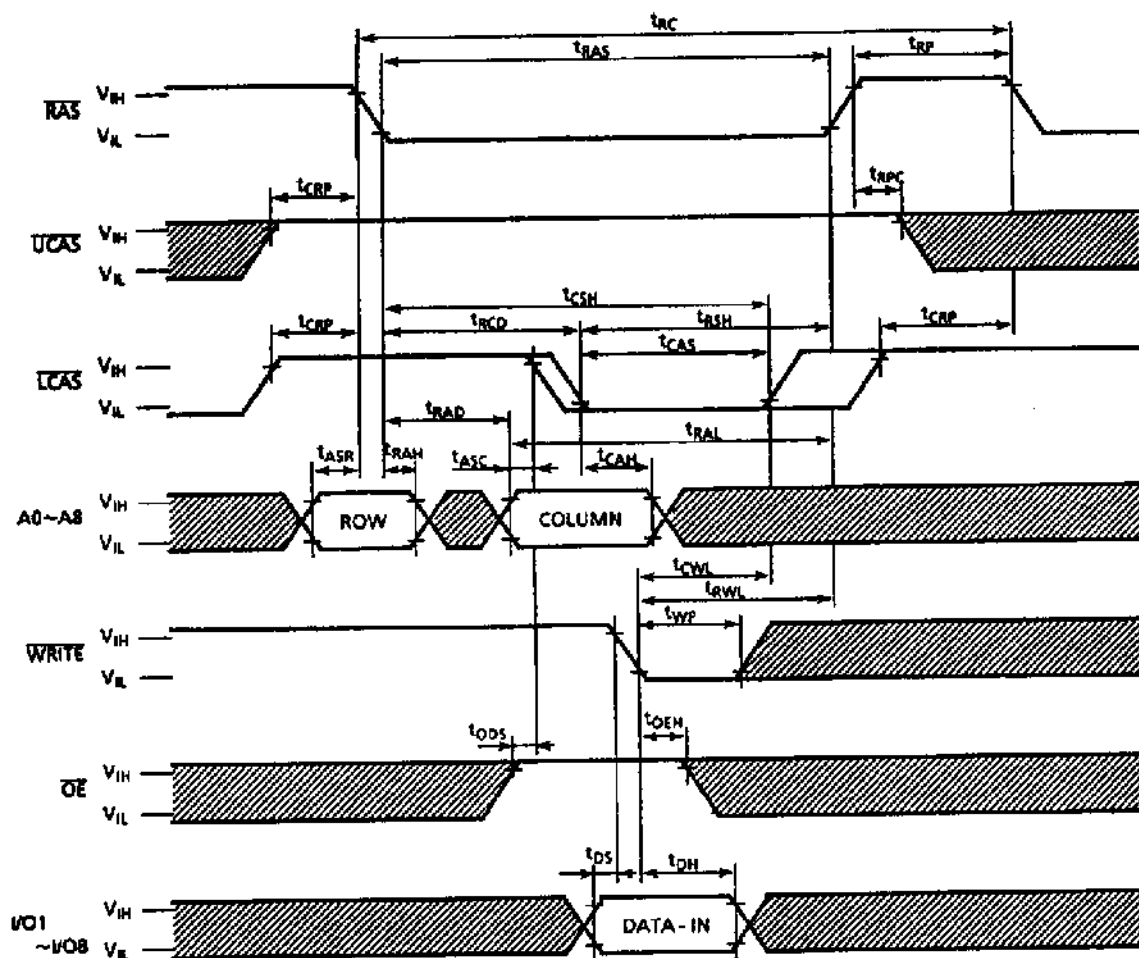 tRC
tRAS
tRP
RAS
VIH
VIL
tCRP
tRPC
UCAS
VIH
VIL
tCSH
tCRP
tRCD
tRSH
tCRP
tCAS
LCAS
VIH
VIL
tRAD
tRAL
tASR
tRAH
tASC
tCAH
A0~A8
VIH
VIL
ROW
COLUMN
tCWL
tRWL
tWP
WRITE
VIH
VIL
tODS
tOEH
OE
VIH
VIL
tDS
tDH
I/O1
~I/O8
VIH
VIL
DATA-IN